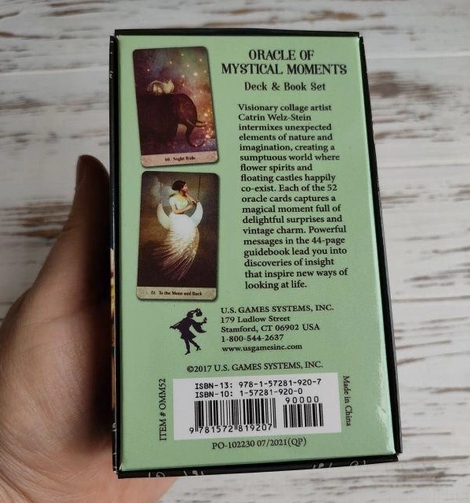 ORACLE OF
MYSTICAL MOMENTS
Deck & Book Set
Visionary collage artist
Catrin Welz-Stein
intermixes unexpected
elements of nature and
imagination, creating a
sumptuous world where
flower spirits and
floating castles happily
co-exist. Each of the 52
oracle cards captures a
magical moment full of
delightful surprises and
vintage charm. Powerful
messages in the 44-page
guidebook lead you into
discoveries of insight
that inspire new ways of
looking at life.
Night Ride
To the Moon and Back
U.S. GAMES SYSTEMS, INC.
179 Ludlow Street
Stamford, CT 06902 USA
1-800-544-2637
www.usgamesinc.com
©2017 U.S. GAMES SYSTEMS, INC.
ITEM # OMM52
ISBN-13: 978-1-57281-920-7
ISBN-10: 1-57281-920-0
90000
9 781572 819207
Made in China
PO-102230 07/2021(QP)